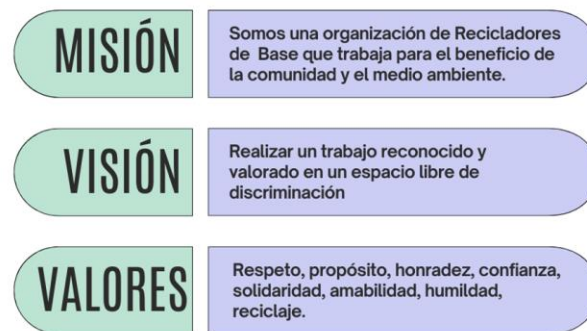 MISIÓN
Somos una organización de Recicladores
de Base que trabaja para el beneficio de
la comunidad y el medio ambiente.
VISIÓN
Realizar un trabajo reconocido y
valorado en un espacio libre de
discriminación
VALORES
Respeto, propósito, honradez, confianza,
solidaridad, amabilidad, humildad,
reciclaje.